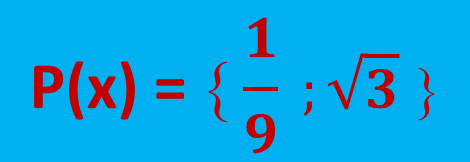 P(x) = { 1/9 ; √3 }